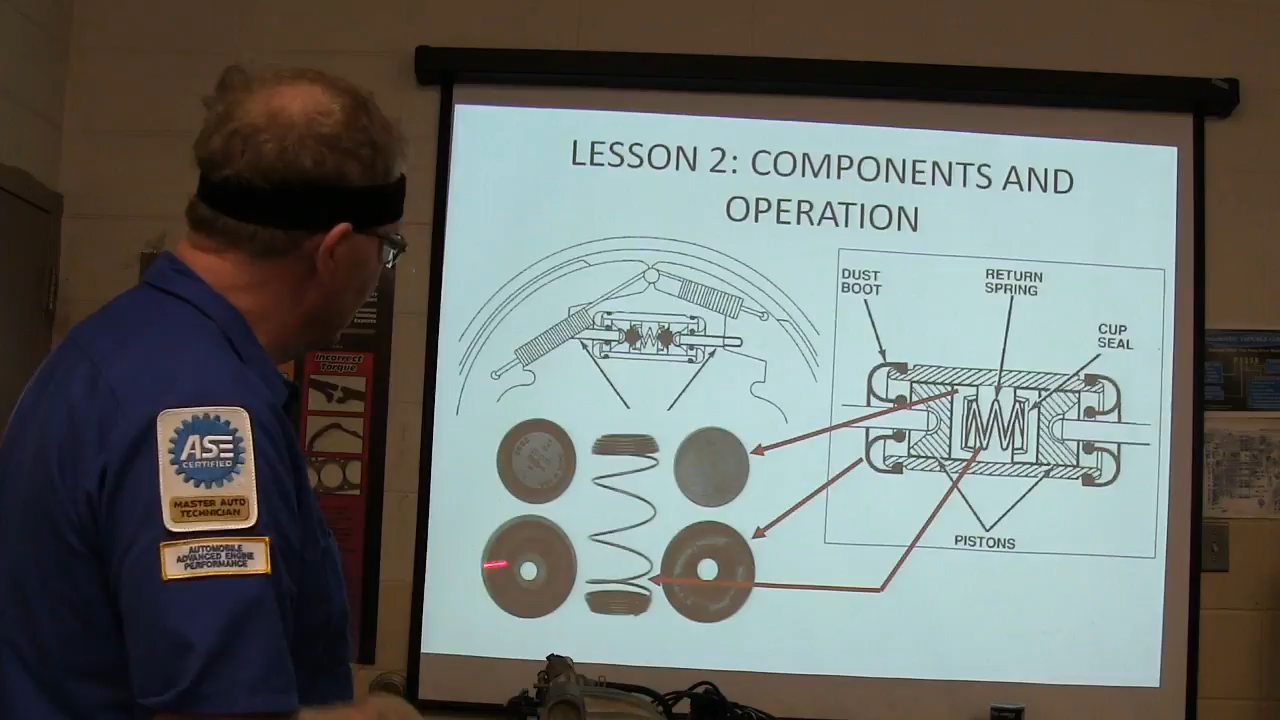 LESSON 2: COMPONENTS AND
OPERATION
DUST
BOOT
RETURN
SPRING
CUP
SEAL
PISTONS
Incorrect
Torque
ASE
CERTIFIED
MASTER AUTO
TECHNICIAN
AUTOMOBILE
ADVANCED ENGINE
PERFORMANCE